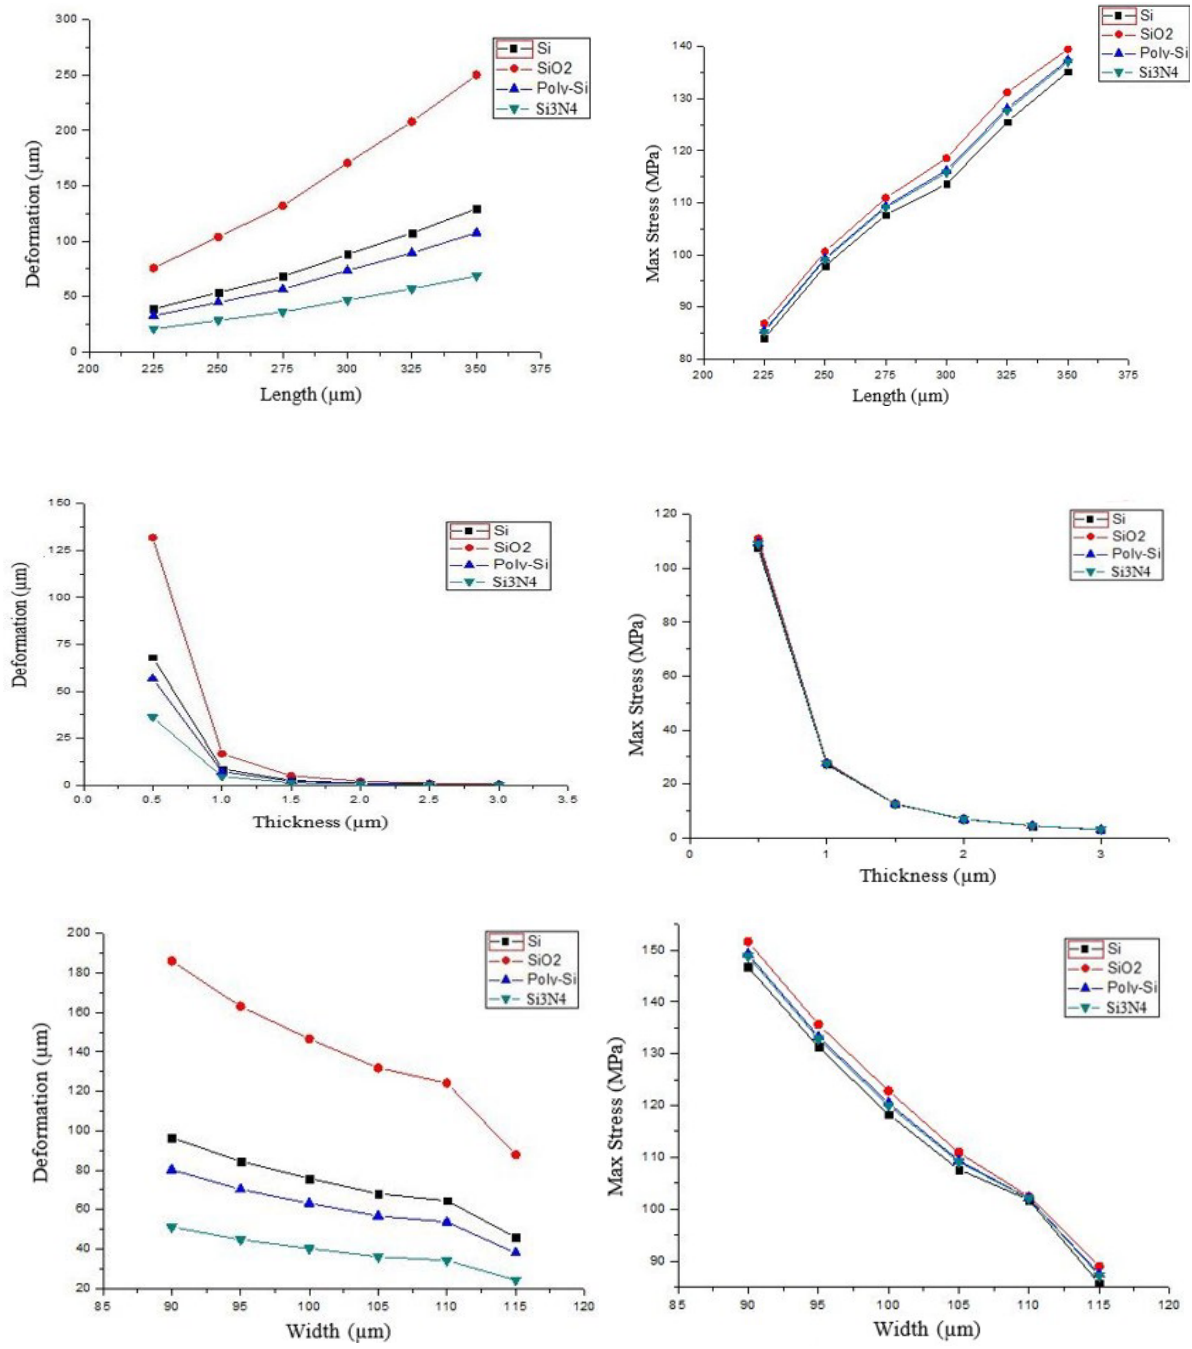 300
250
200
150
100
50
0
200 225 250 275 300 325 350 375
Deformation (µm)
Length (µm)
Si
SiO2
Poly-Si
Si3N4
140
130
120
110
100
90
80
200 225 250 275 300 325 350 375
Max Stress (MPa)
Length (µm)
Si
SiO2
Poly-Si
Si3N4
150
125
100
75
50
25
0
0.0 0.5 1.0 1.5 2.0 2.5 3.0 3.5
Deformation (µm)
Thickness (µm)
Si
SiO2
Poly-Si
Si3N4
120
100
80
60
40
20
0
0 1 2 3
Max Stress (MPa)
Thickness (µm)
Si
SiO2
Poly-Si
Si3N4
200
180
160
140
120
100
80
60
40
20
85 90 95 100 105 110 115 120
Deformation (µm)
Width (µm)
Si
SiO2
Poly-Si
Si3N4
150
140
130
120
110
100
90
85 90 95 100 105 110 115 120
Max Stress (MPa)
Width (µm)
Si
SiO2
Poly-Si
Si3N4